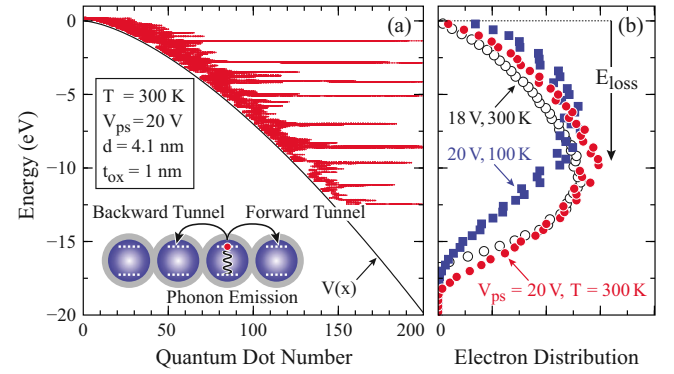 (a)
(b)
0
-5
-10
-15
-20
Energy (eV)
T = 300 K
V_ps = 20 V
d = 4.1 nm
t_ox = 1 nm
Backward Tunnel
Forward Tunnel
Phonon Emission
V(x)
0
50
100
150
200
Quantum Dot Number
E_loss
18 V, 300 K
20 V, 100 K
V_ps = 20 V, T = 300 K
0
Electron Distribution